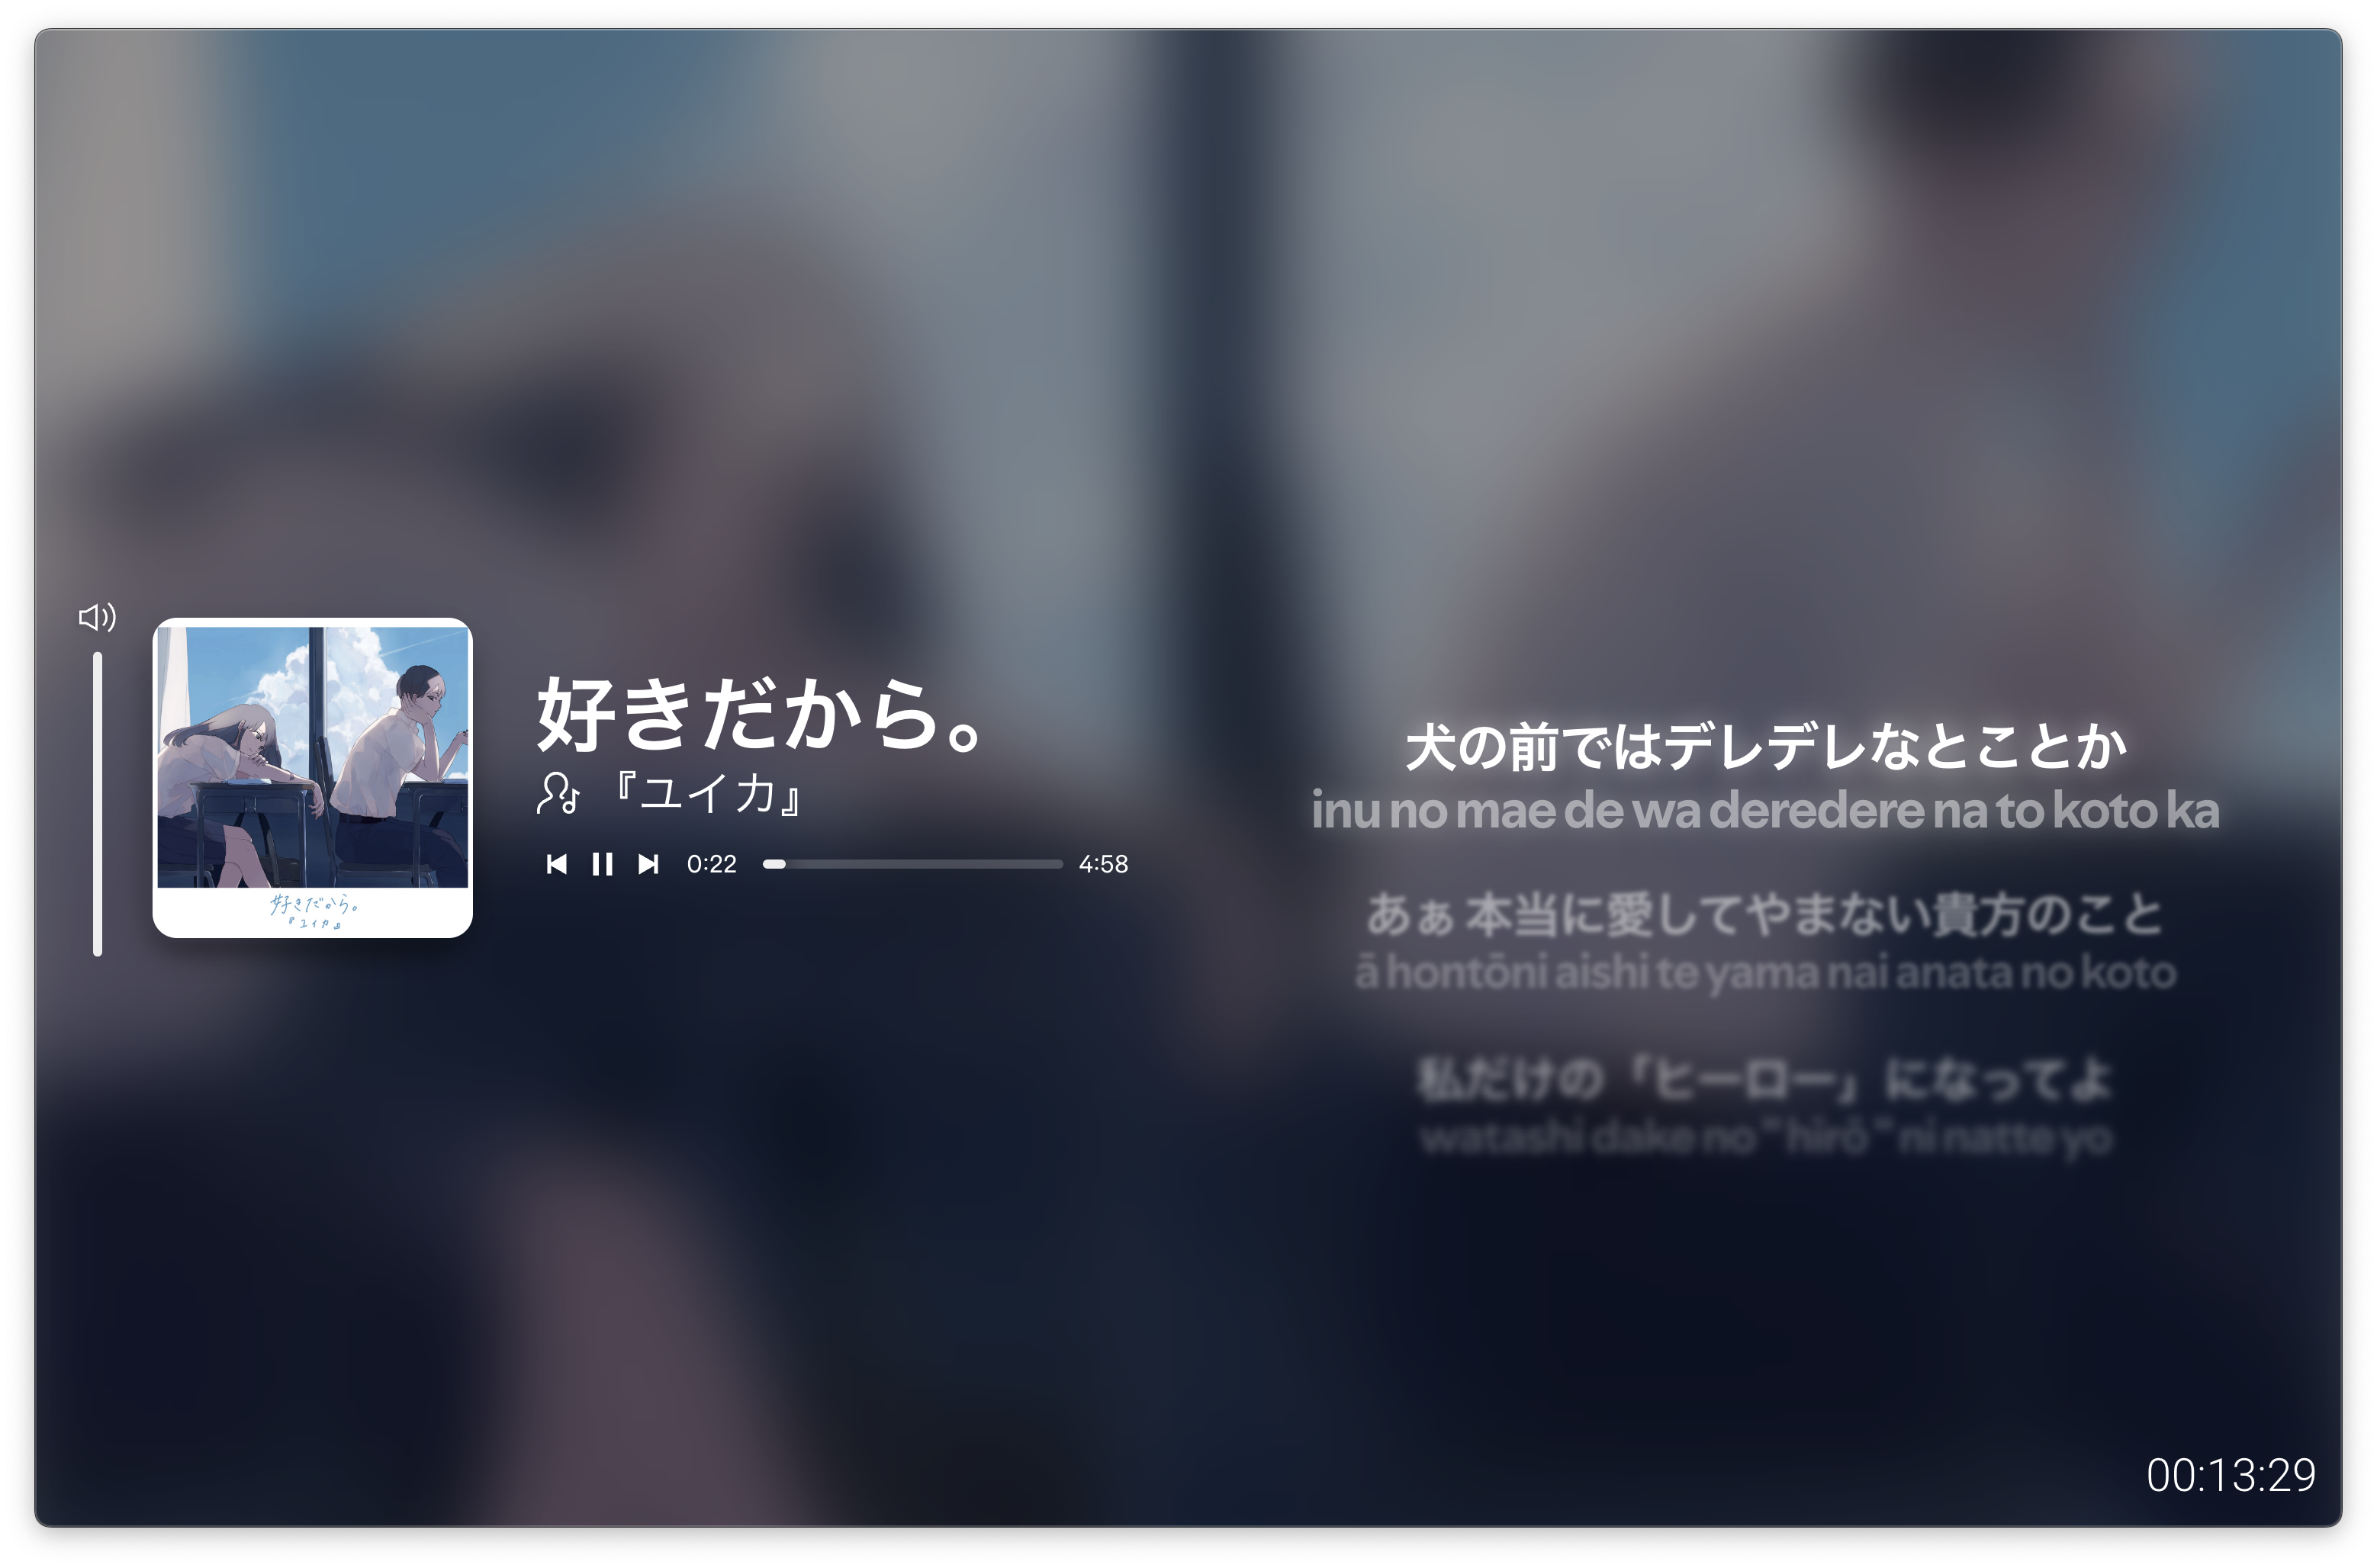 好きだから。
『ユイカ』
好きだから。
『ユイカ』
0:22
4:58
犬の前ではデレデレなとことか
inu no mae de wa deredere na to koto ka
あぁ 本当に愛してやまない貴方のこと
ā hontōni aishi te yama nai anata no koto
私だけの「ヒーロー」になってよ
watashi dake no " hīrō " ni natte yo
00:13:29